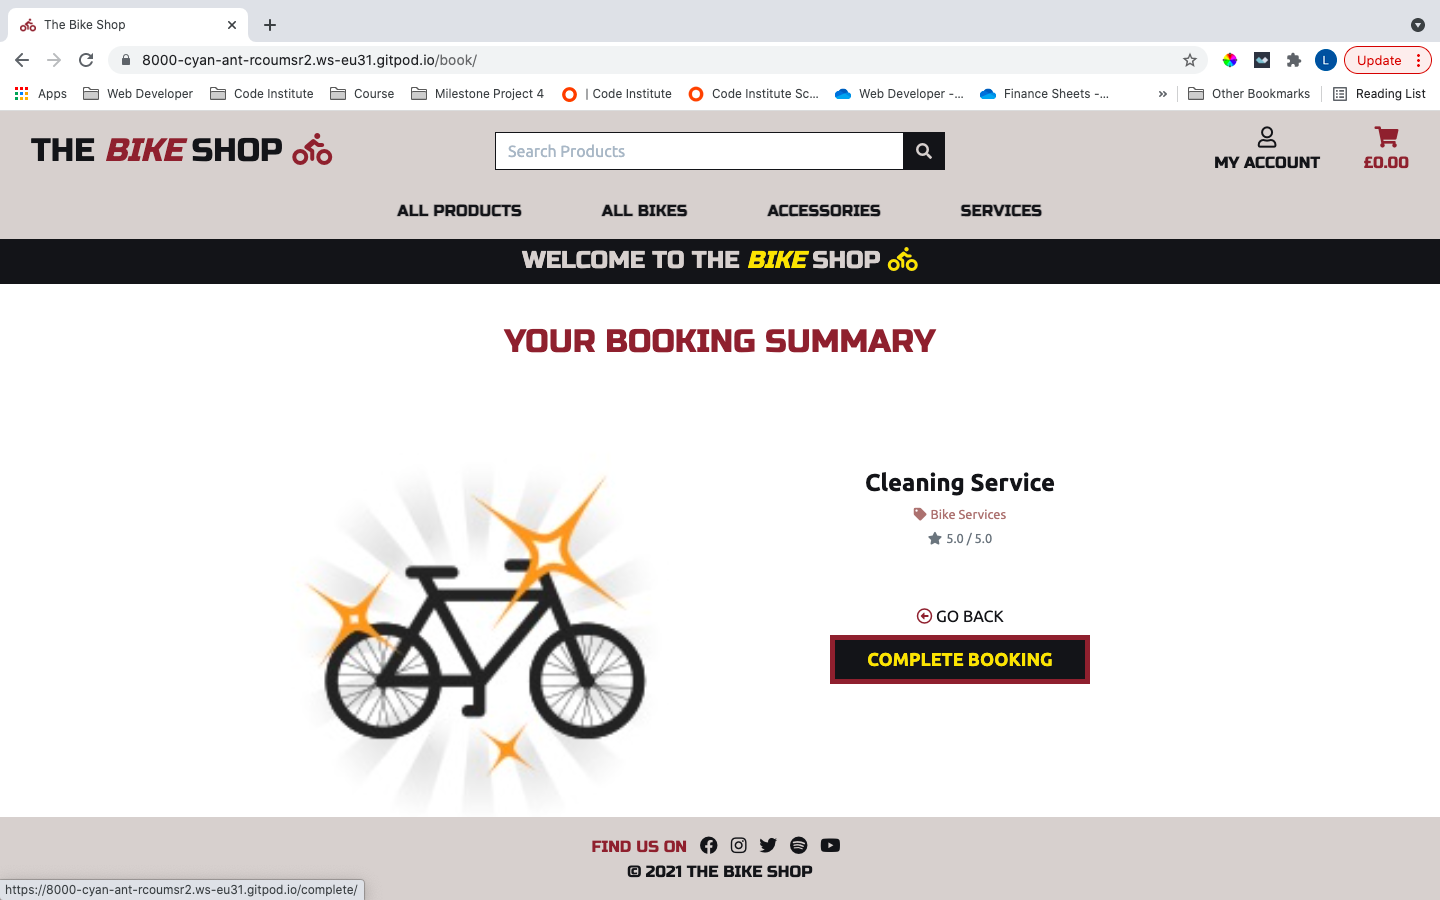 The Bike Shop
8000-cyan-ant-rcoumsr2.ws-eu31.gitpod.io/book/
L
Update
Apps
Web Developer
Code Institute
Course
Milestone Project 4
| Code Institute
Code Institute Sc...
Web Developer -...
Finance Sheets -...
»
Other Bookmarks
Reading List
THE BIKE SHOP
Search Products
MY ACCOUNT
£0.00
ALL PRODUCTS
ALL BIKES
ACCESSORIES
SERVICES
WELCOME TO THE BIKE SHOP
YOUR BOOKING SUMMARY
Cleaning Service
Bike Services
5.0 / 5.0
GO BACK
COMPLETE BOOKING
FIND US ON
© 2021 THE BIKE SHOP
https://8000-cyan-ant-rcoumsr2.ws-eu31.gitpod.io/complete/